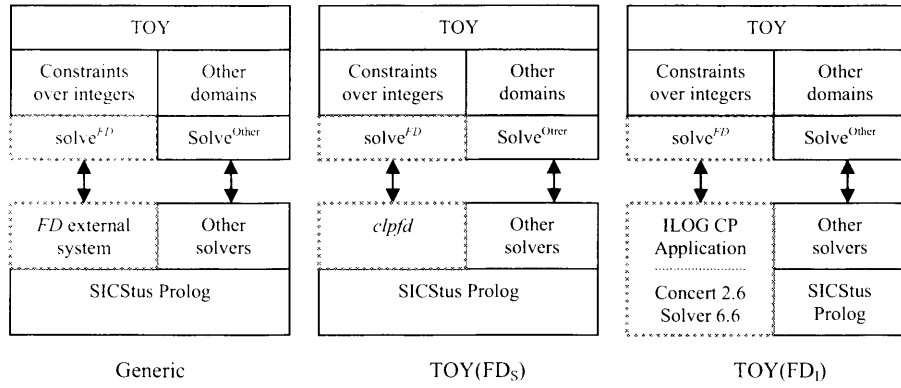 TOY
Constraints
over integers
Other
domains
solve^FD
Solve^Other
FD external
system
Other
solvers
SICStus Prolog
Generic
TOY
Constraints
over integers
Other
domains
solve^FD
Solve^Otrer
clpfd
Other
solvers
SICStus Prolog
TOY(FD_S)
TOY
Constraints
over integers
Other
domains
solve^FD
Solve^Other
ILOG CP
Application
Concert 2.6
Solver 6.6
Other
solvers
SICStus
Prolog
TOY(FD_I)